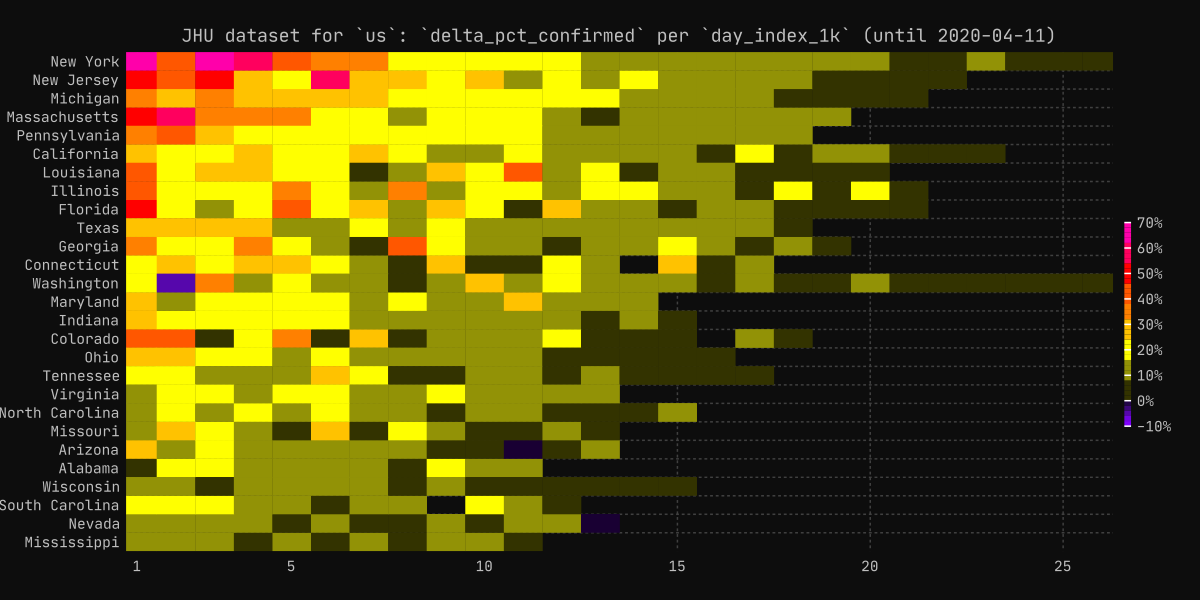 JHU dataset for `us`: `delta_pct_confirmed` per `day_index_1k` (until 2020-04-11)
New York
New Jersey
Michigan
Massachusetts
Pennsylvania
California
Louisiana
Illinois
Florida
Texas
Georgia
Connecticut
Washington
Maryland
Indiana
Colorado
Ohio
Tennessee
Virginia
North Carolina
Missouri
Arizona
Alabama
Wisconsin
South Carolina
Nevada
Mississippi
1 5 10 15 20 25
70%
60%
50%
40%
30%
20%
10%
0%
-10%